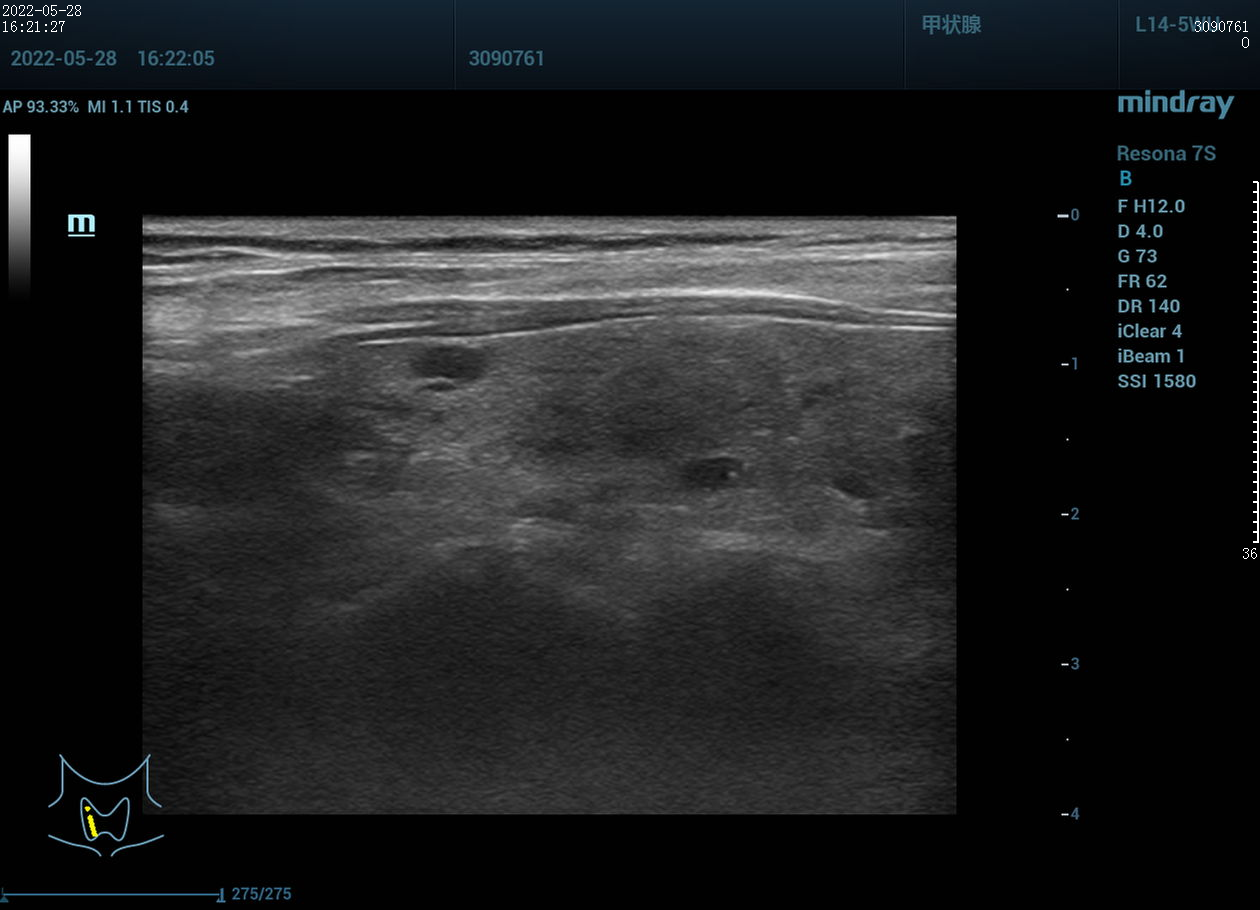 2022-05-28
16:21:27
2022-05-28 16:22:05
3090761
甲状腺
3090761
0
AP 93.33% MI 1.1 TIS 0.4
mindray
Resona 7S
B
F H12.0
D 4.0
G 73
FR 62
DR 140
iClear 4
iBeam 1
SSI 1580
m
0
1
2
3
4
36
275/275